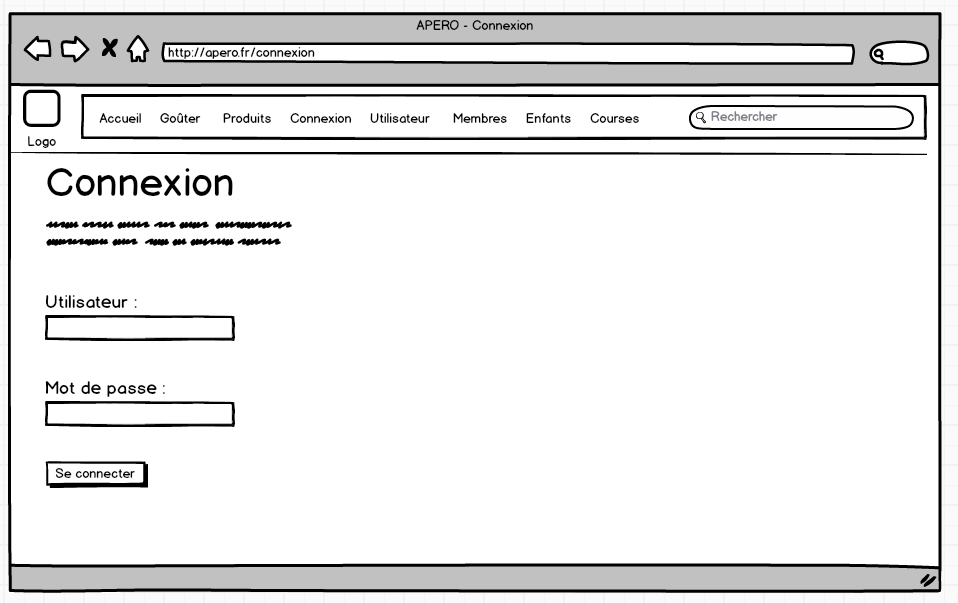 APERO - Connexion
http://apero.fr/connexion
Accueil Goûter Produits Connexion Utilisateur Membres Enfants Courses Rechercher
Logo
Connexion
Utilisateur :
Mot de passe :
Se connecter